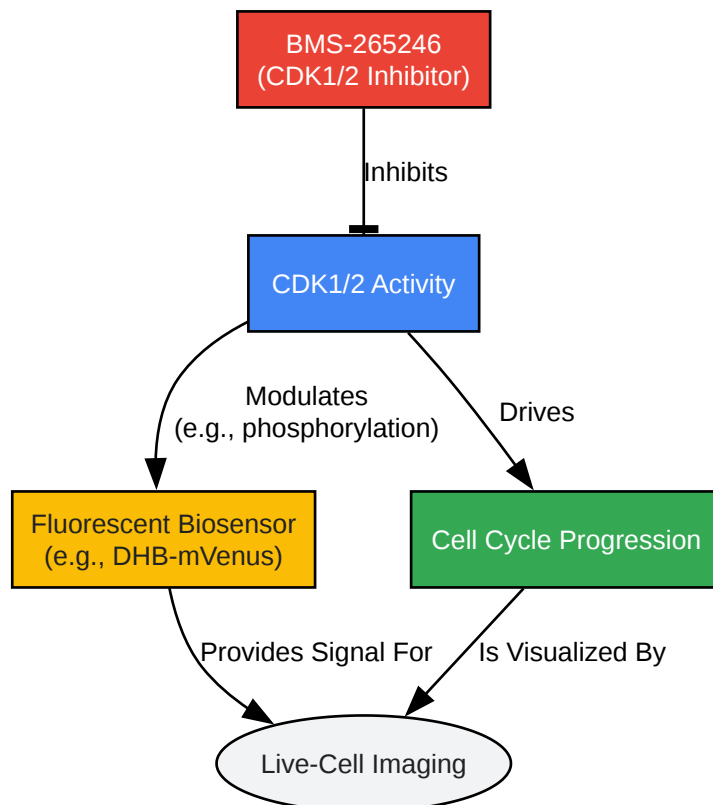 BMS-265246
(CDK1/2 Inhibitor)
Inhibits
CDK1/2 Activity
Modulates
(e.g., phosphorylation)
Drives
Fluorescent Biosensor
(e.g., DHB-mVenus)
Cell Cycle Progression
Provides Signal For
Is Visualized By
Live-Cell Imaging